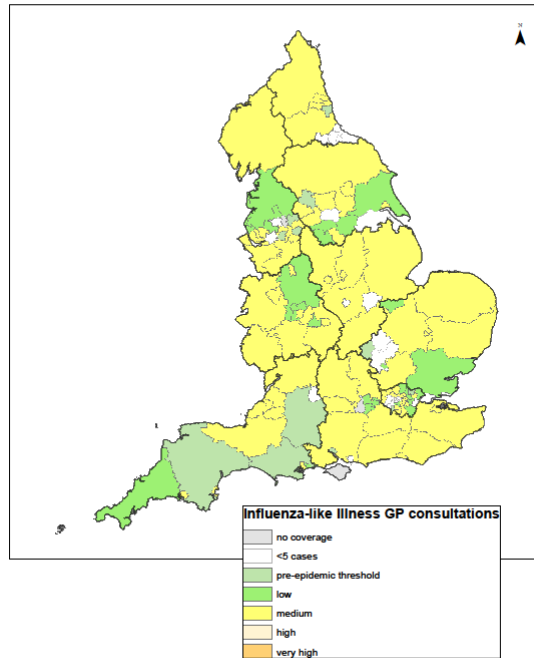 N
Influenza-like Illness GP consultations
no coverage
<5 cases
pre-epidemic threshold
low
medium
high
very high